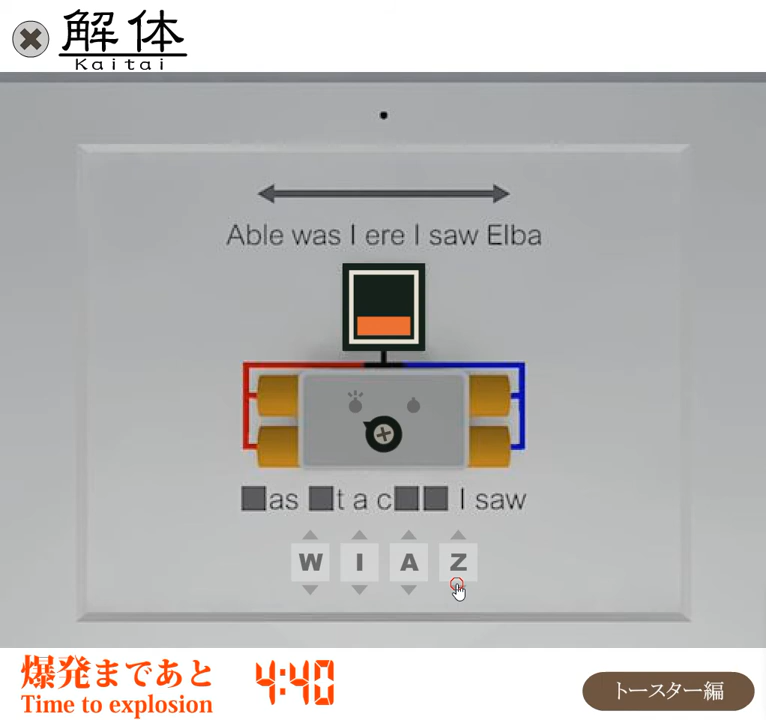 解体
Kaitai
Able was I ere I saw Elba
■as ■t a c■■ I saw
W I A Z
爆発まであと
Time to explosion
4:40
トースター編